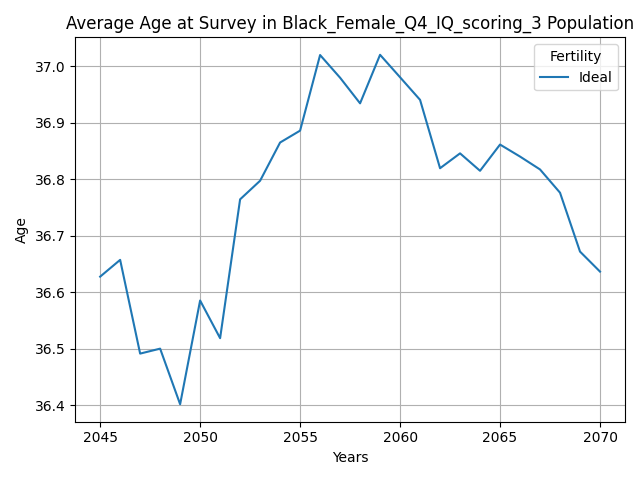 Average Age at Survey in Black_Female_Q4_IQ_scoring_3 Population
Fertility
Ideal
37.0
36.9
36.8
36.7
36.6
36.5
36.4
Age
2045 2050 2055 2060 2065 2070
Years